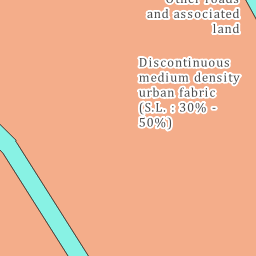 Other roads
and associated
land
Discontinuous
medium density
urban fabric
(S.L. : 30% -
50%)